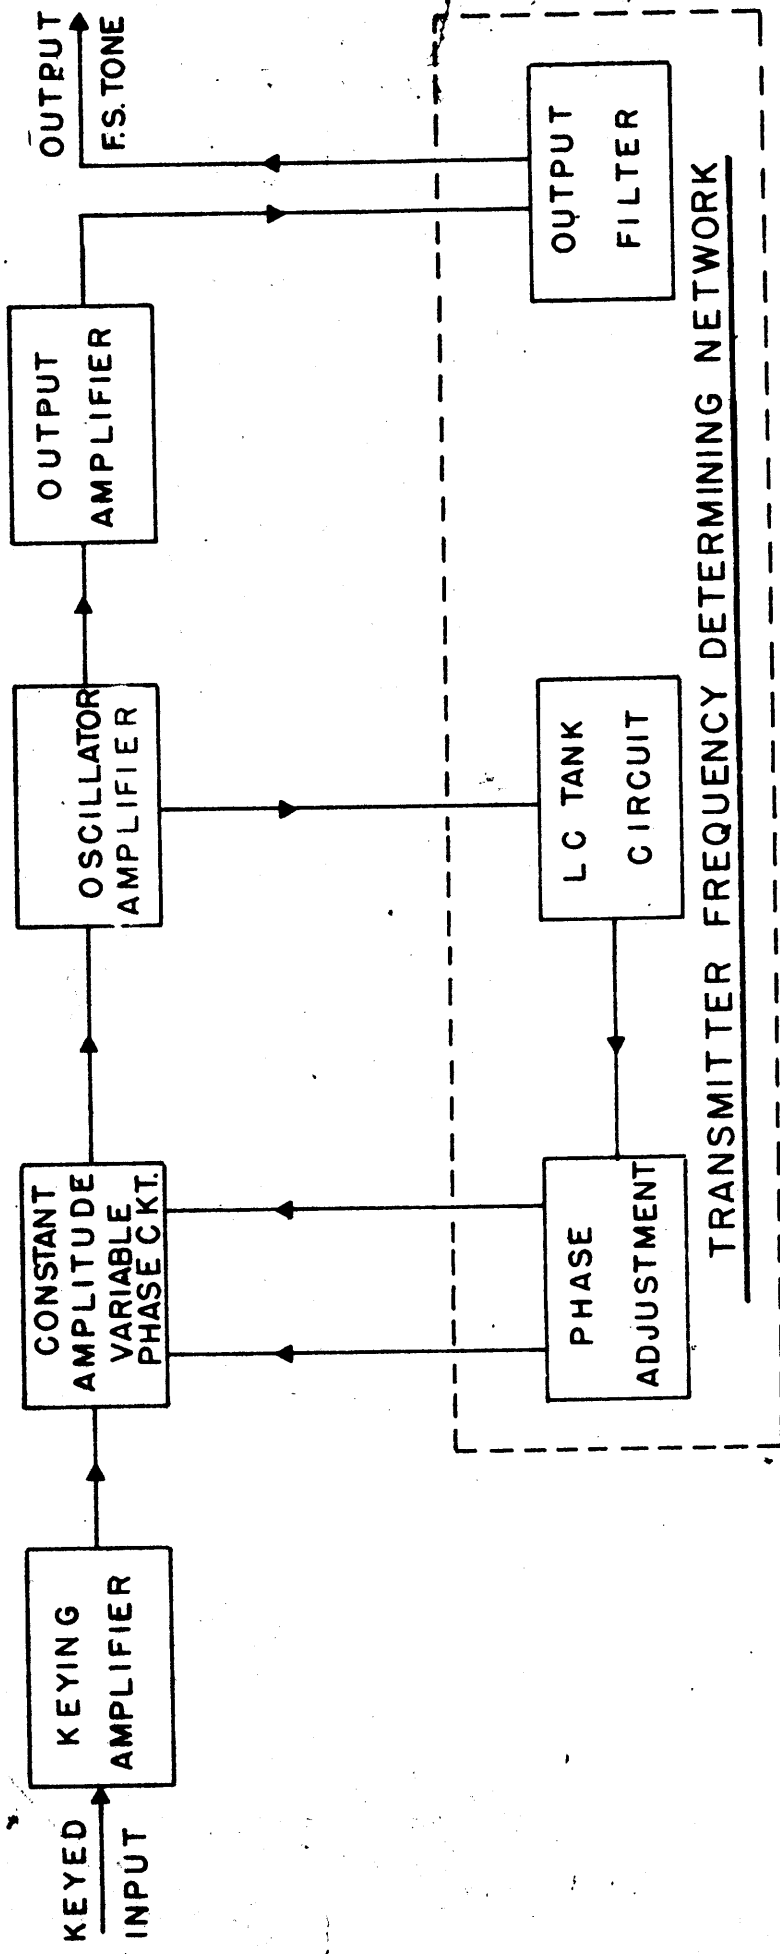 KEYED
INPUT
KEYING
AMPLIFIER
CONSTANT
AMPLITUDE
VARIABLE
PHASE CKT.
OSCILLATOR
AMPLIFIER
OUTPUT
AMPLIFIER
OUTPUT
F.S. TONE
PHASE
ADJUSTMENT
LC TANK
CIRCUIT
OUTPUT
FILTER
TRANSMITTER FREQUENCY DETERMINING NETWORK